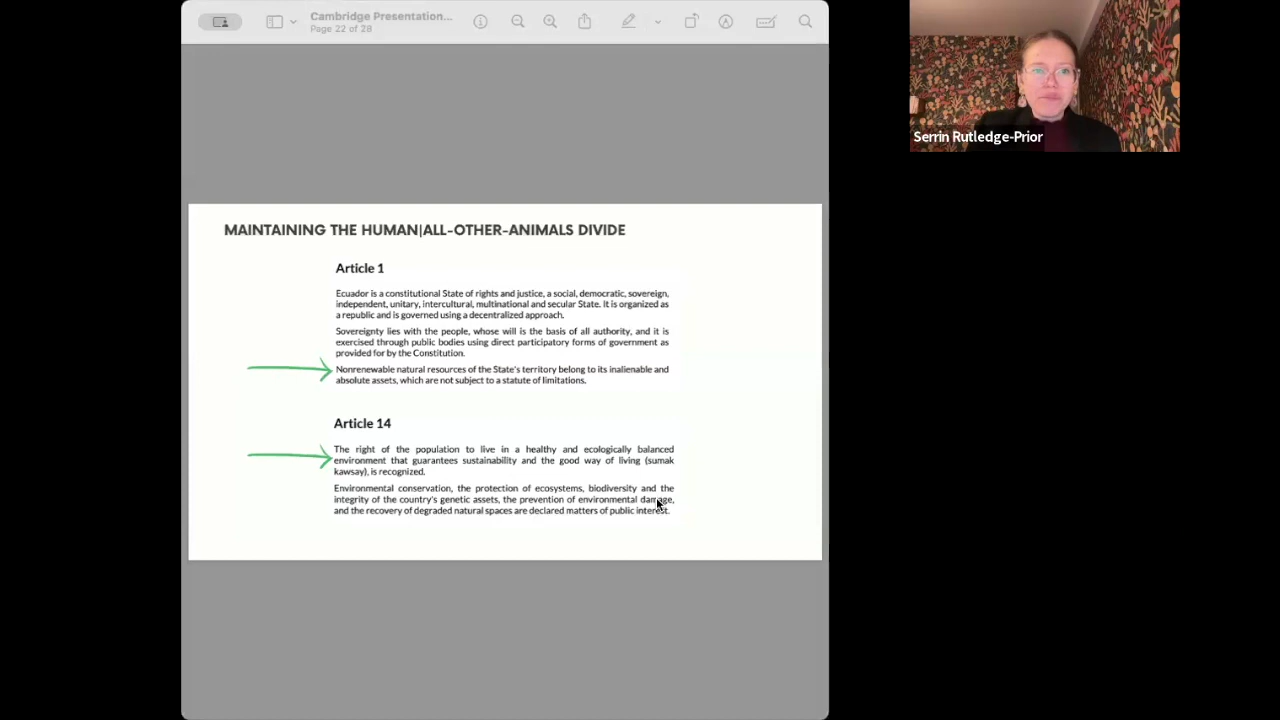 Cambridge Presentation...
Page 22 of 28
Serrin Rutledge-Prior
MAINTAINING THE HUMAN|ALL-OTHER-ANIMALS DIVIDE
Article 1
Ecuador is a constitutional State of rights and justice, a social, democratic, sovereign,
independent, unitary, intercultural, multinational and secular State. It is organized as
a republic and is governed using a decentralized approach.
Sovereignty lies with the people, whose will is the basis of all authority, and it is
exercised through public bodies using direct participatory forms of government as
provided for by the Constitution.
Nonrenewable natural resources of the State's territory belong to its inalienable and
absolute assets, which are not subject to a statute of limitations.
Article 14
The right of the population to live in a healthy and ecologically balanced
environment that guarantees sustainability and the good way of living (sumak
kawsay), is recognized.
Environmental conservation, the protection of ecosystems, biodiversity and the
integrity of the country's genetic assets, the prevention of environmental damage,
and the recovery of degraded natural spaces are declared matters of public interest.